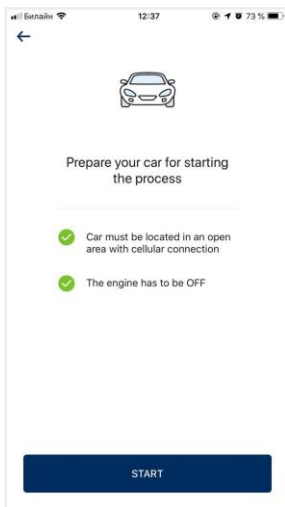 Билайн 12:37 73 %
Prepare your car for starting
the process
Car must be located in an open
area with cellular connection
The engine has to be OFF
START